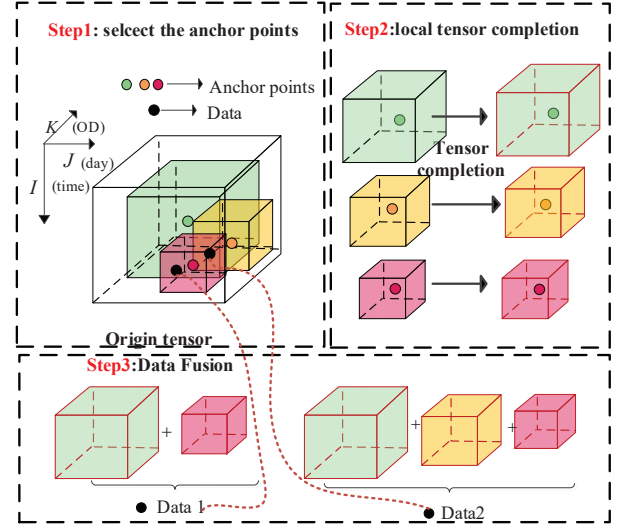 Step1: selcect the anchor points
Anchor points
Data
K (OD)
J (day)
I (time)
Origin tensor
Step2:local tensor completion
Tensor
completion
Step3:Data Fusion
+
+ +
Data 1
Data2